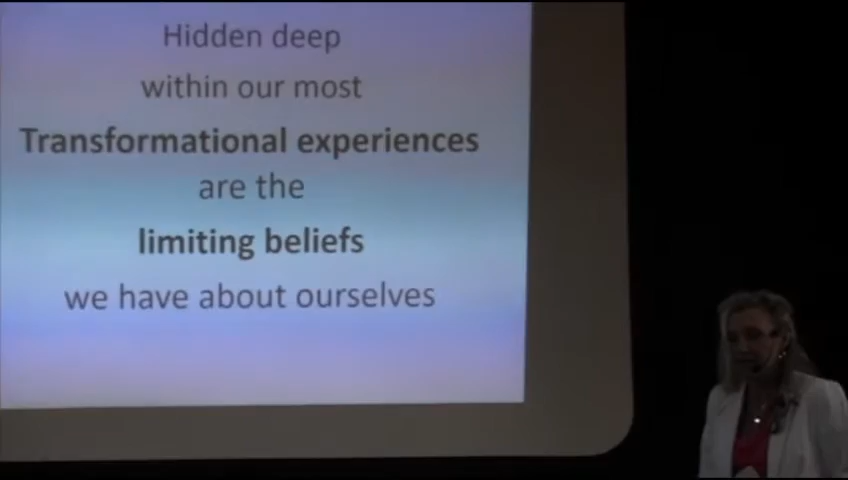 Hidden deep
within our most
Transformational experiences
are the
limiting beliefs
we have about ourselves